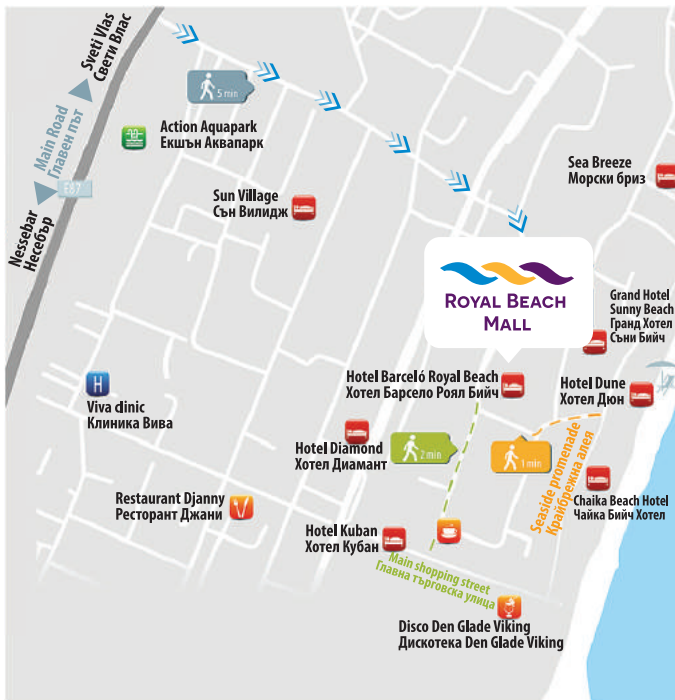 Sveti Vlas
Свети Влас
Main Road
Главен път
E87
Nessebar
Несебър
5 min
Action Aquapark
Екшън Аквапарк
Sun Village
Сън Вилидж
Sea Breeze
Морски бриз
ROYAL BEACH
MALL
Grand Hotel
Sunny Beach
Гранд Хотел
Съни Бийч
Hotel Barceló Royal Beach
Хотел Барсело Роял Бийч
Hotel Dune
Хотел Дюн
H
Viva clinic
Клиника Вива
Hotel Diamond
Хотел Диамант
2 min
1 min
Seaside promenade
Крайбрежна алея
Chaika Beach Hotel
Чайка Бийч Хотел
Restaurant Djanny
Ресторант Джани
Hotel Kuban
Хотел Кубан
Main shopping street
Главна търговска улица
Disco Den Glade Viking
Дискотека Den Glade Viking